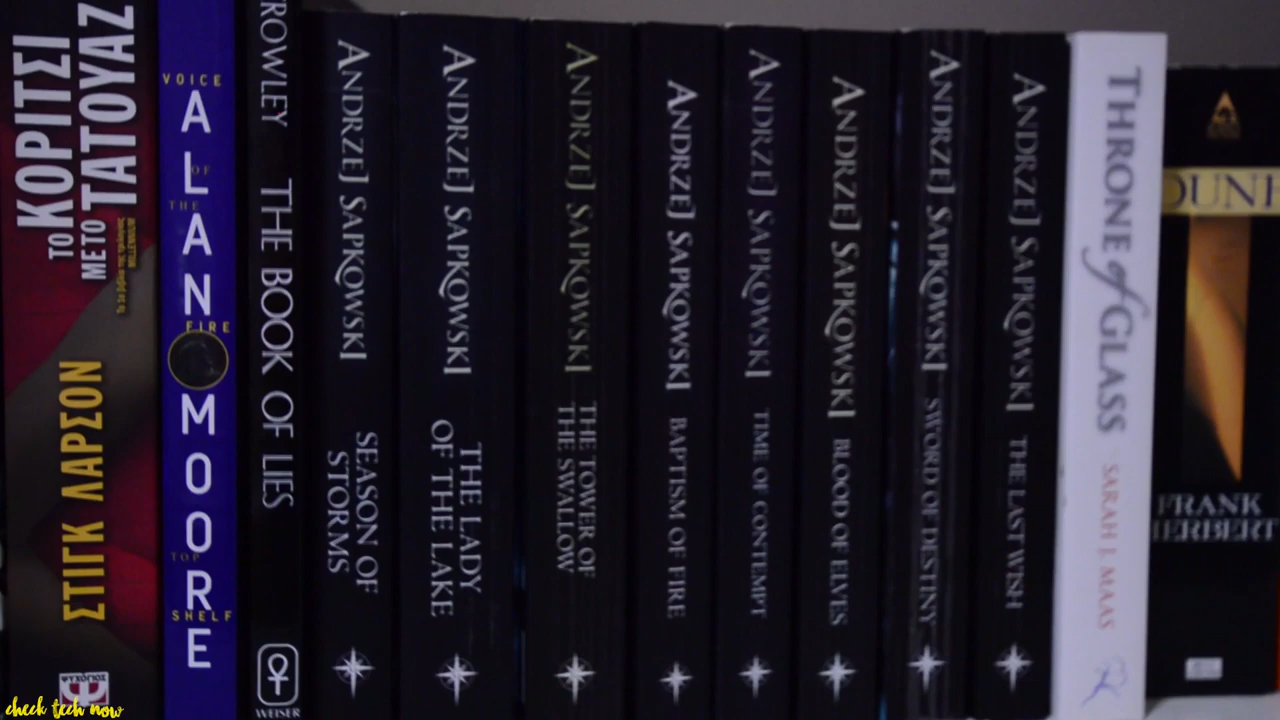 ΤΟ ΚΟΡΙΤΣΙ
ΜΕ ΤΟ ΤΑΤΟΥΑΖ
ΣΤΙΓΚ ΛΑΡΣΟΝ
ΨΥΧΟΓΙΟΣ
VOICE
OF
THE
FIRE
ALAN MOORE
TOP
SHELF
ROWLEY THE BOOK OF LIES
WEISER
ANDRZEJ SAPKOWSKI
SEASON OF
STORMS
ANDRZEJ SAPKOWSKI
THE LADY
OF THE LAKE
ANDRZEJ SAPKOWSKI
THE TOWER OF
THE SWALLOW
ANDRZEJ SAPKOWSKI BAPTISM OF FIRE
ANDRZEJ SAPKOWSKI TIME OF CONTEMPT
ANDRZEJ SAPKOWSKI BLOOD OF ELVES
ANDRZEJ SAPKOWSKI SWORD OF DESTINY
ANDRZEJ SAPKOWSKI THE LAST WISH
THRONE of GLASS SARAH J. MAAS
DUNE
FRANK
HERBERT
check tech now